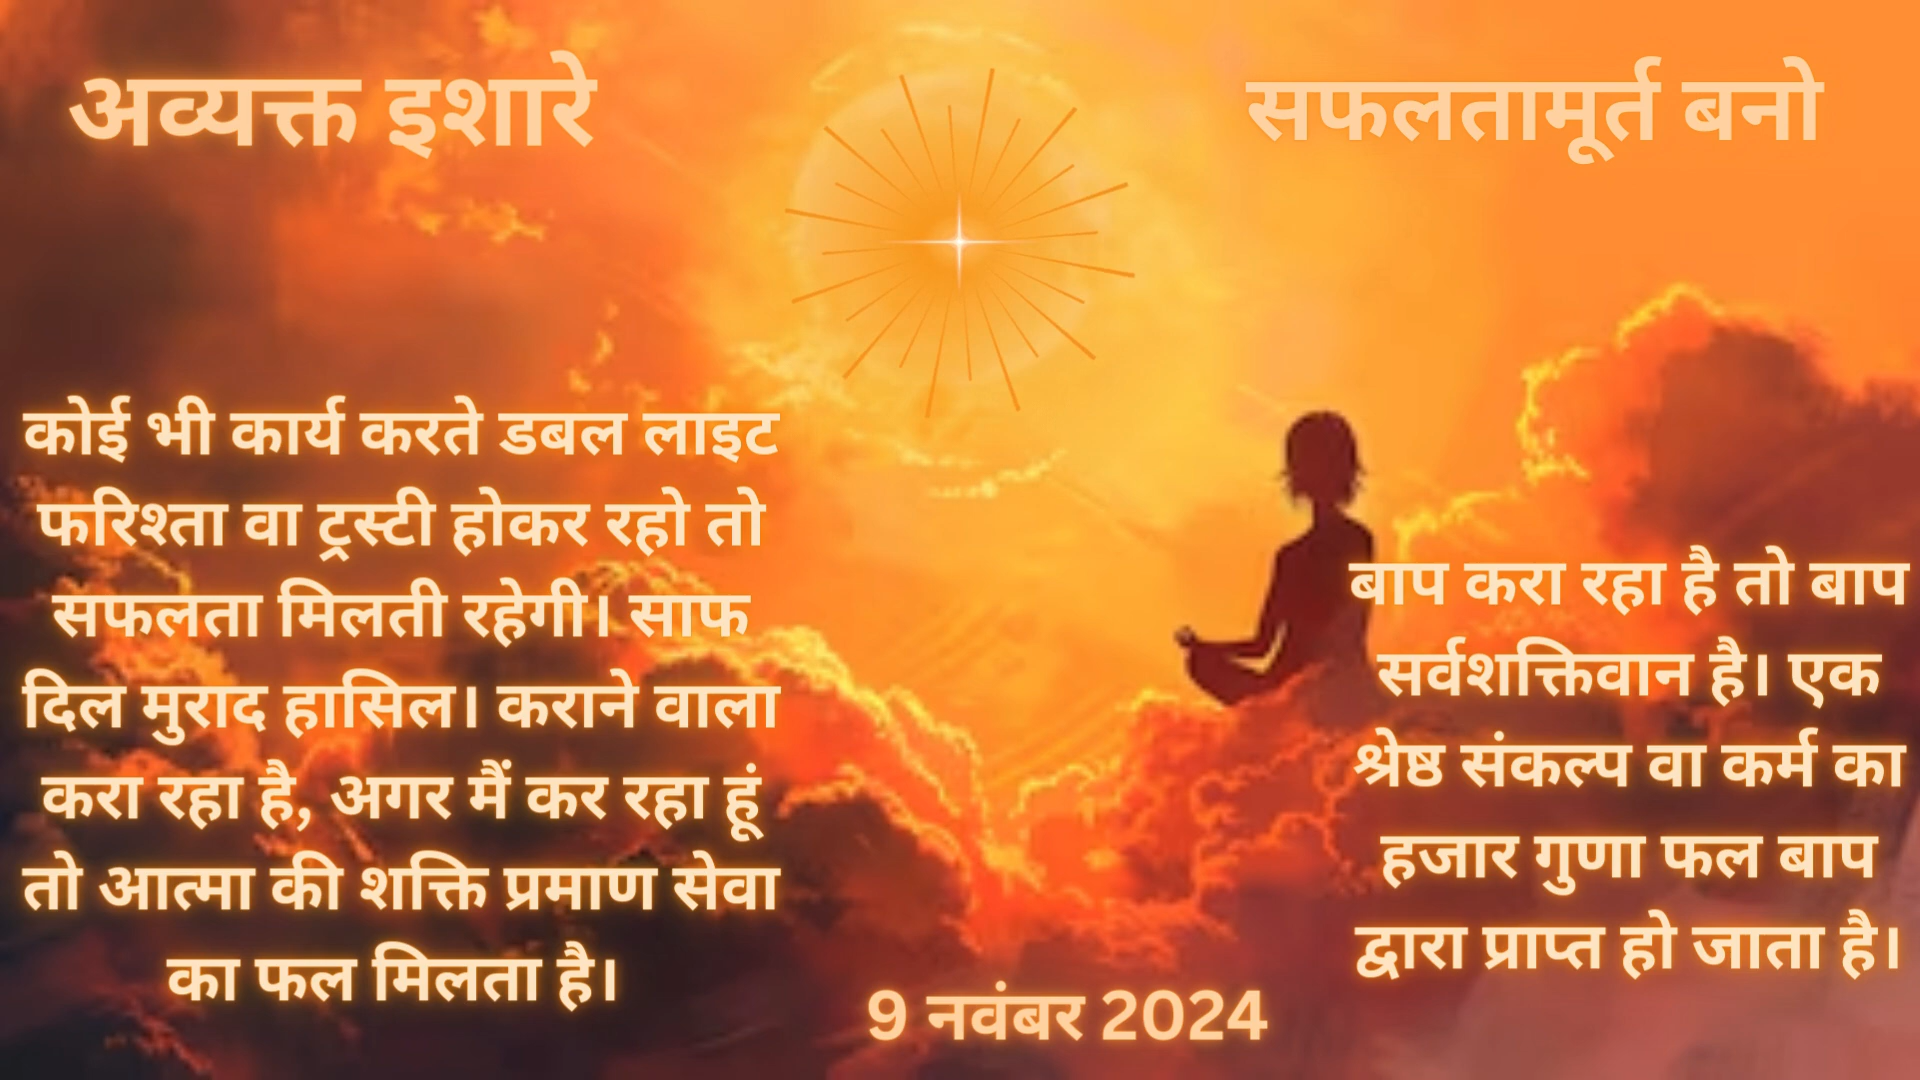 अव्यक्त इशारे
सफलतामूर्त बनो
कोई भी कार्य करते डबल लाइट
फरिश्ता वा ट्रस्टी होकर रहो तो
सफलता मिलती रहेगी। साफ
दिल मुराद हासिल। कराने वाला
करा रहा है, अगर मैं कर रहा हूं
तो आत्मा की शक्ति प्रमाण सेवा
का फल मिलता है।
बाप करा रहा है तो बाप
सर्वशक्तिवान है। एक
श्रेष्ठ संकल्प वा कर्म का
हजार गुणा फल बाप
द्वारा प्राप्त हो जाता है।
9 नवंबर 2024